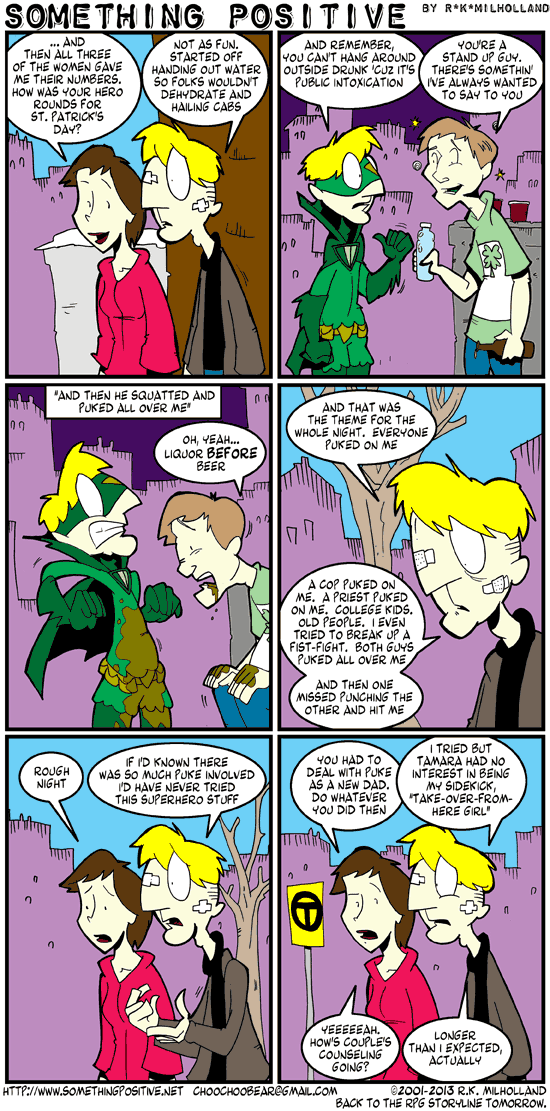 SOMETHING POSITIVE BY R*K*MILHOLLAND
... AND
THEN ALL THREE
OF THE WOMEN GAVE
ME THEIR NUMBERS.
HOW WAS YOUR HERO
ROUNDS FOR
ST. PATRICK'S
DAY?
NOT AS FUN.
STARTED OFF
HANDING OUT WATER
SO FOLKS WOULDN'T
DEHYDRATE AND
HAILING CABS
AND REMEMBER,
YOU CAN'T HANG AROUND
OUTSIDE DRUNK 'CUZ IT'S
PUBLIC INTOXICATION
YOU'RE A
STAND UP GUY.
THERE'S SOMETHIN'
I'VE ALWAYS WANTED
TO SAY TO YOU
"AND THEN HE SQUATTED AND
PUKED ALL OVER ME"
OH, YEAH...
LIQUOR BEFORE
BEER
AND THAT WAS
THE THEME FOR THE
WHOLE NIGHT. EVERYONE
PUKED ON ME
A COP PUKED ON
ME. A PRIEST PUKED
ON ME. COLLEGE KIDS.
OLD PEOPLE. I EVEN
TRIED TO BREAK UP A
FIST-FIGHT. BOTH GUYS
PUKED ALL OVER ME
AND THEN ONE
MISSED PUNCHING THE
OTHER AND HIT ME
ROUGH
NIGHT
IF I'D KNOWN THERE
WAS SO MUCH PUKE INVOLVED
I'D HAVE NEVER TRIED
THIS SUPERHERO STUFF
YOU HAD TO
DEAL WITH PUKE
AS A NEW DAD.
DO WHATEVER
YOU DID THEN
I TRIED BUT
TAMARA HAD NO
INTEREST IN BEING
MY SIDEKICK,
"TAKE-OVER-FROM-
HERE GIRL"
T
YEEEEEAH.
HOW'S COUPLE'S
COUNSELING
GOING?
LONGER
THAN I EXPECTED,
ACTUALLY
HTTP://WWW.SOMETHINGPOSITIVE.NET CHOOCHOOBEAR@GMAIL.COM ©2001-2013 R.K. MILHOLLAND
BACK TO THE RPG STORYLINE TOMORROW.